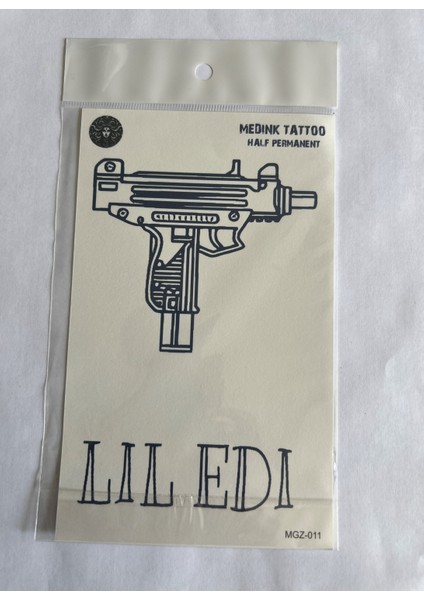 MEDINK TATTOO
HALF PERMANENT
LIL EDI
MGZ-011